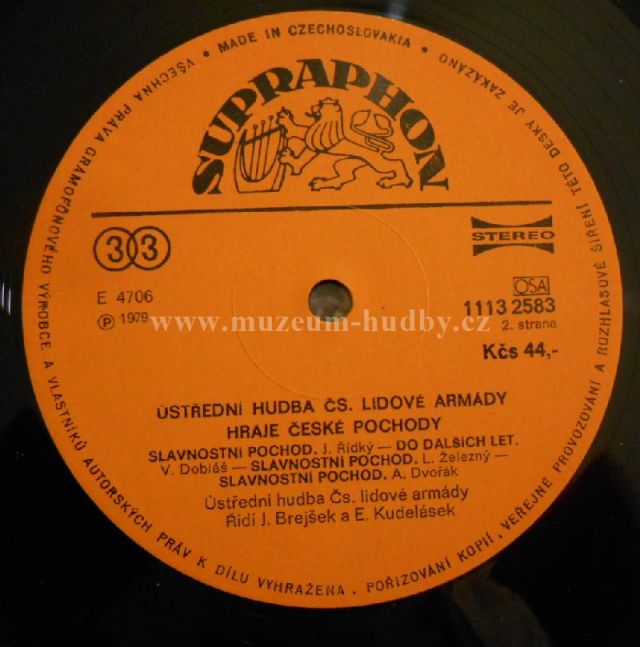 VŠECHNA PRÁVA GRAMOFONOVÉHO VÝROBCE A VLASTNÍKŮ AUTORSKÝCH PRÁV K DÍLU VYHRAŽENA. POŘIZOVÁNÍ KOPIÍ, VEŘEJNÉ PROVOZOVÁNÍ A ROZHLASOVÉ ŠÍŘENÍ TÉTO DESKY JE ZAKÁZÁNO • MADE IN CZECHOSLOVAKIA •
SUPRAPHON
33
STEREO
E 4706
OSA
℗ 1979
1113 2583
2. strana
www.muzeum-hudby.cz
Kčs 44,-
ÚSTŘEDNÍ HUDBA ČS. LIDOVÉ ARMÁDY
HRAJE ČESKÉ POCHODY
SLAVNOSTNÍ POCHOD. J. Řídký — DO DALŠÍCH LET.
V. Dobiáš — SLAVNOSTNÍ POCHOD. L. Železný —
SLAVNOSTNÍ POCHOD. A. Dvořák
Ústřední hudba Čs. lidové armády
Řídí J. Brejšek a E. Kudelásek